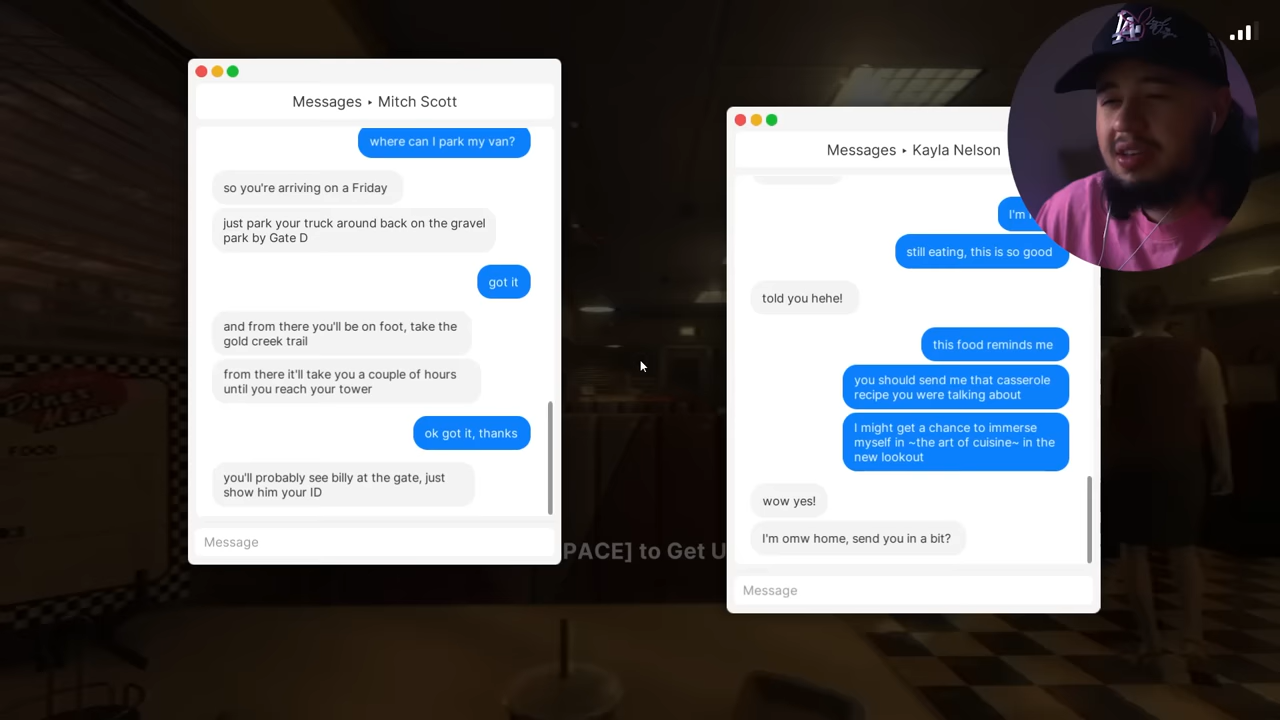 Messages ▸ Mitch Scott
where can I park my van?
so you're arriving on a Friday
just park your truck around back on the gravel
park by Gate D
got it
and from there you'll be on foot, take the
gold creek trail
from there it'll take you a couple of hours
until you reach your tower
ok got it, thanks
you'll probably see billy at the gate, just
show him your ID
Message
Messages ▸ Kayla Nelson
I'm
still eating, this is so good
told you hehe!
this food reminds me
you should send me that casserole
recipe you were talking about
I might get a chance to immerse
myself in ~the art of cuisine~ in the
new lookout
wow yes!
I'm omw home, send you in a bit?
Message
PACE] to Get U
Diner
Menu
FOOD
LA